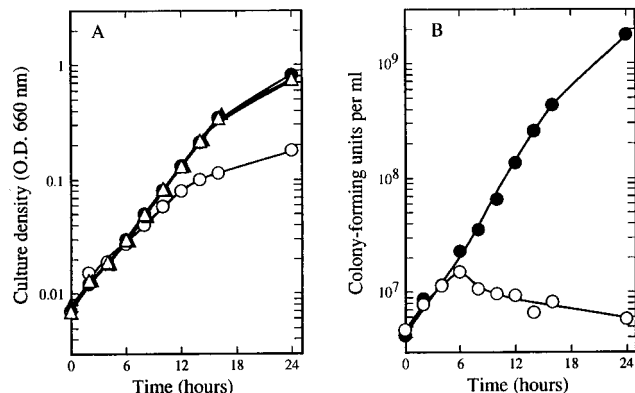 A
Culture density (O.D. 660 nm)
1
0.1
0.01
0 6 12 18 24
Time (hours)
B
Colony-forming units per ml
10⁹
10⁸
10⁷
0 6 12 18 24
Time (hours)